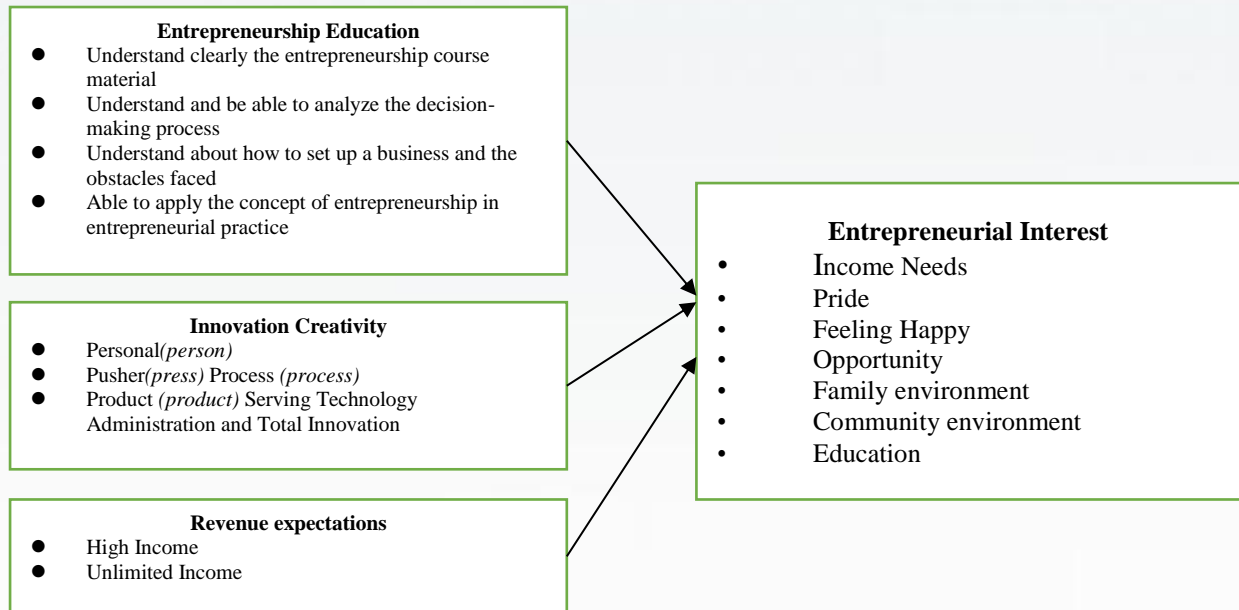 Entrepreneurship Education
● Understand clearly the entrepreneurship course
material
● Understand and be able to analyze the decision-
making process
● Understand about how to set up a business and the
obstacles faced
● Able to apply the concept of entrepreneurship in
entrepreneurial practice
Innovation Creativity
● Personal(person)
● Pusher(press) Process (process)
● Product (product) Serving Technology
Administration and Total Innovation
Revenue expectations
● High Income
● Unlimited Income
Entrepreneurial Interest
• Income Needs
• Pride
• Feeling Happy
• Opportunity
• Family environment
• Community environment
• Education